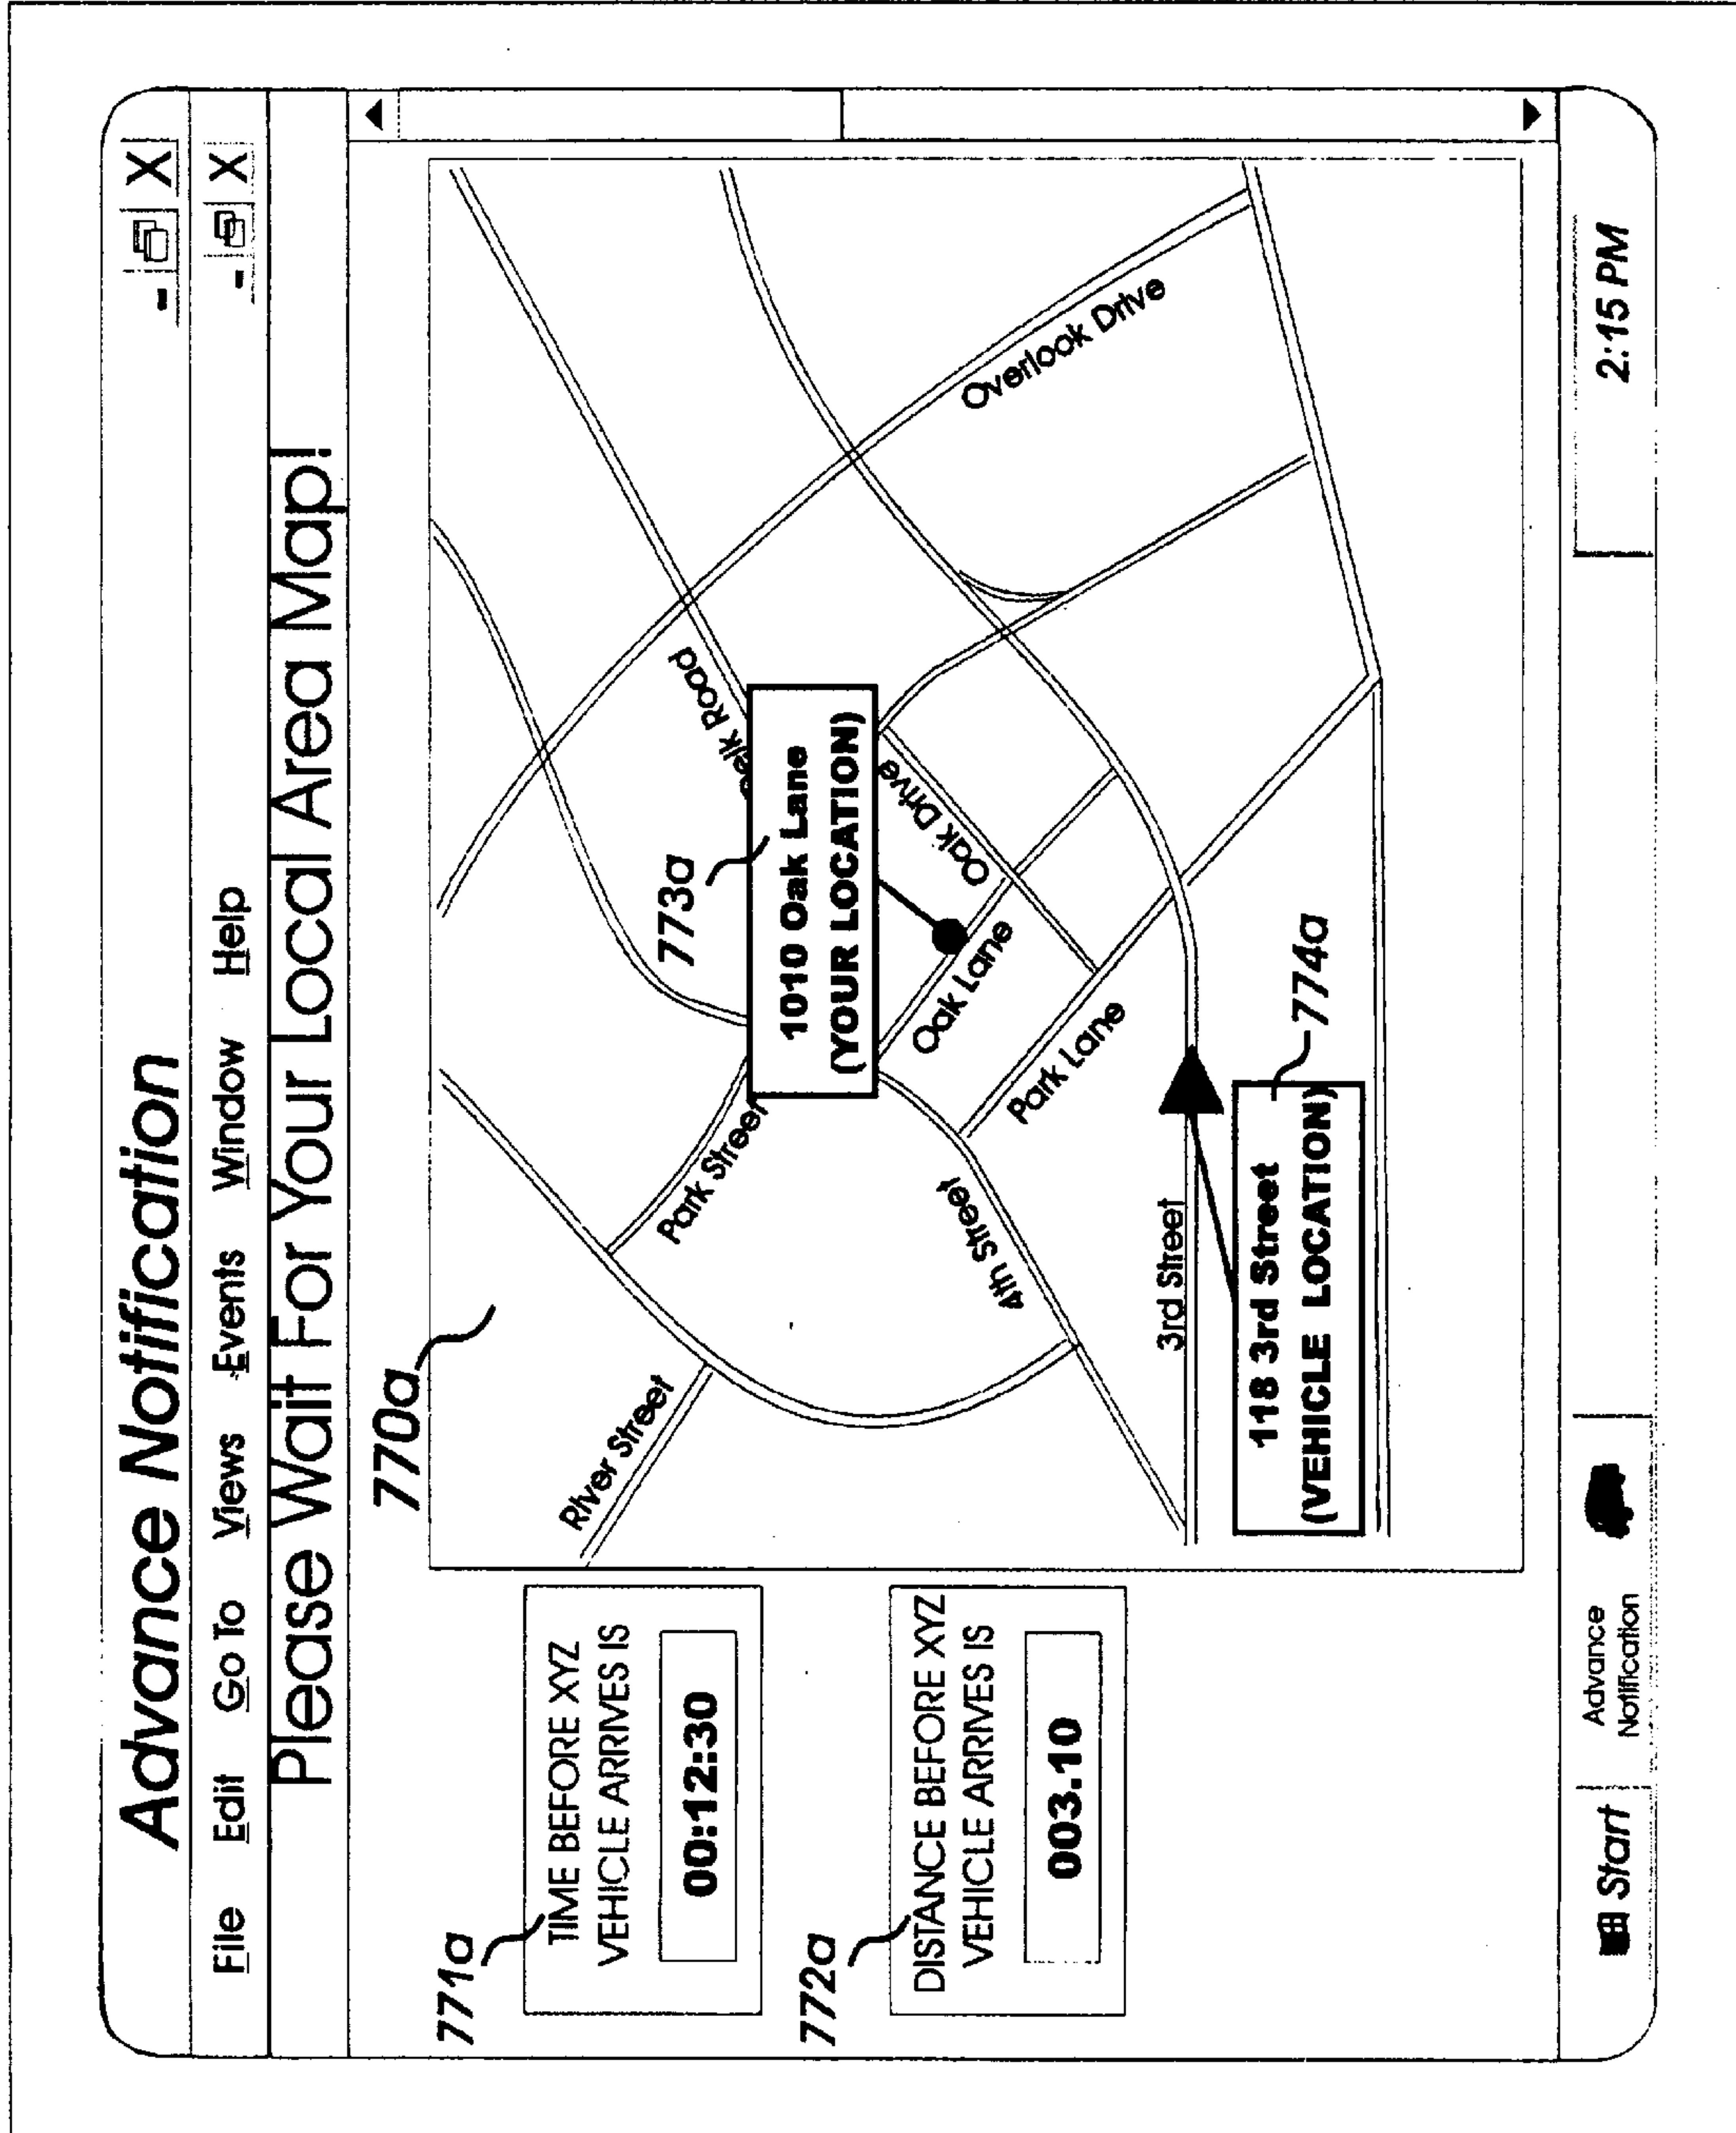 Advance Notification
File Edit Go To Views Events Window Help
Please Wait For Your Local Area Map!
770a
771a
TIME BEFORE XYZ
VEHICLE ARRIVES IS
00:12:30
772a
DISTANCE BEFORE XYZ
VEHICLE ARRIVES IS
003.10
River Street
Park Street
773a
1010 Oak Lane
(YOUR LOCATION)
Road
Oak Drive
Overlook Drive
Oak Lane
Park Lane
4th Street
3rd Street
118 3rd Street
(VEHICLE LOCATION)
774a
Start
Advance
Notification
2:15 PM